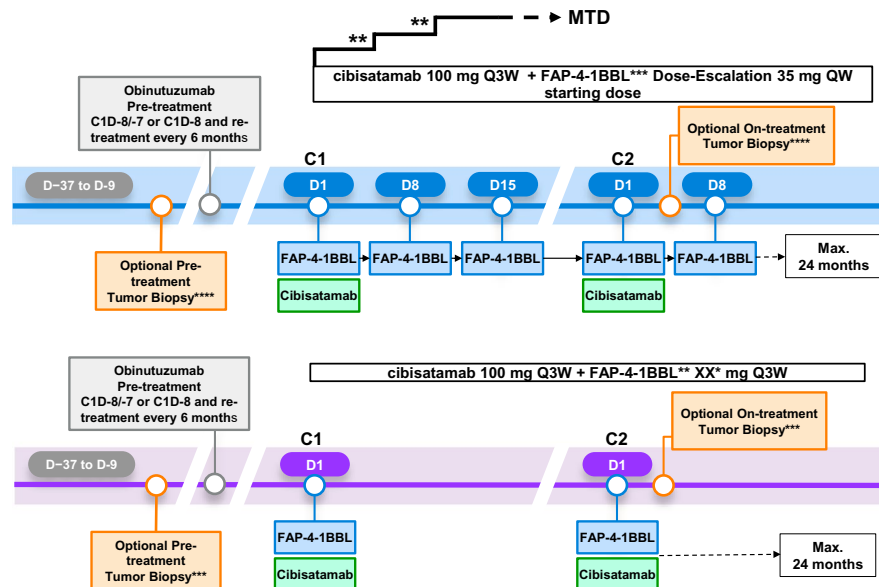 ** ** MTD
cibisatamab 100 mg Q3W + FAP-4-1BBL*** Dose-Escalation 35 mg QW
starting dose
Obinutuzumab
Pre-treatment
C1D-8/-7 or C1D-8 and re-
treatment every 6 months
Optional On-treatment
Tumor Biopsy****
C1
C2
D−37 to D-9
D1
D8
D15
D1
D8
FAP-4-1BBL
FAP-4-1BBL
FAP-4-1BBL
FAP-4-1BBL
FAP-4-1BBL
Max.
24 months
Optional Pre-
treatment
Tumor Biopsy****
Cibisatamab
Cibisatamab
Obinutuzumab
Pre-treatment
C1D-8/-7 or C1D-8 and re-
treatment every 6 months
cibisatamab 100 mg Q3W + FAP-4-1BBL** XX* mg Q3W
Optional On-treatment
Tumor Biopsy***
C1
C2
D−37 to D-9
D1
D1
Optional Pre-
treatment
Tumor Biopsy***
FAP-4-1BBL
FAP-4-1BBL
Cibisatamab
Cibisatamab
Max.
24 months